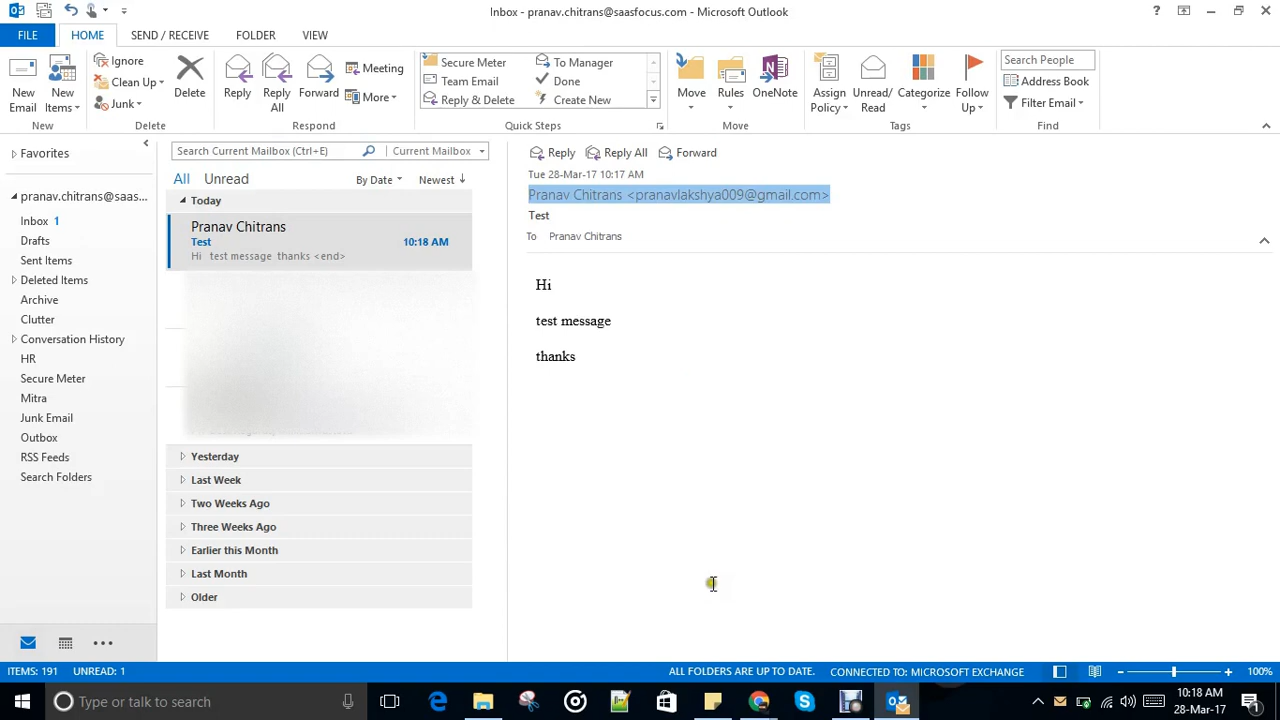 Inbox - pranav.chitrans@saasfocus.com - Microsoft Outlook
FILE HOME SEND / RECEIVE FOLDER VIEW
New Email
New Items
Ignore
Clean Up
Junk
Delete
Reply
Reply All
Forward
Meeting
More
Secure Meter
Team Email
Reply & Delete
To Manager
Done
Create New
Move
Rules
OneNote
Assign Policy
Unread/ Read
Categorize
Follow Up
Search People
Address Book
Filter Email
New Delete Respond Quick Steps Move Tags Find
Favorites
pranav.chitrans@saas...
Inbox 1
Drafts
Sent Items
Deleted Items
Archive
Clutter
Conversation History
HR
Secure Meter
Mitra
Junk Email
Outbox
RSS Feeds
Search Folders
Search Current Mailbox (Ctrl+E) Current Mailbox
All Unread By Date Newest
Today
Pranav Chitrans
Test 10:18 AM
Hi test message thanks <end>
Yesterday
Last Week
Two Weeks Ago
Three Weeks Ago
Earlier this Month
Last Month
Older
Reply Reply All Forward
Tue 28-Mar-17 10:17 AM
Pranav Chitrans <pranavlakshya009@gmail.com>
Test
To Pranav Chitrans
Hi
test message
thanks
ITEMS: 191 UNREAD: 1 ALL FOLDERS ARE UP TO DATE. CONNECTED TO: MICROSOFT EXCHANGE 100%
Type or talk to search
10:18 AM
28-Mar-17
1